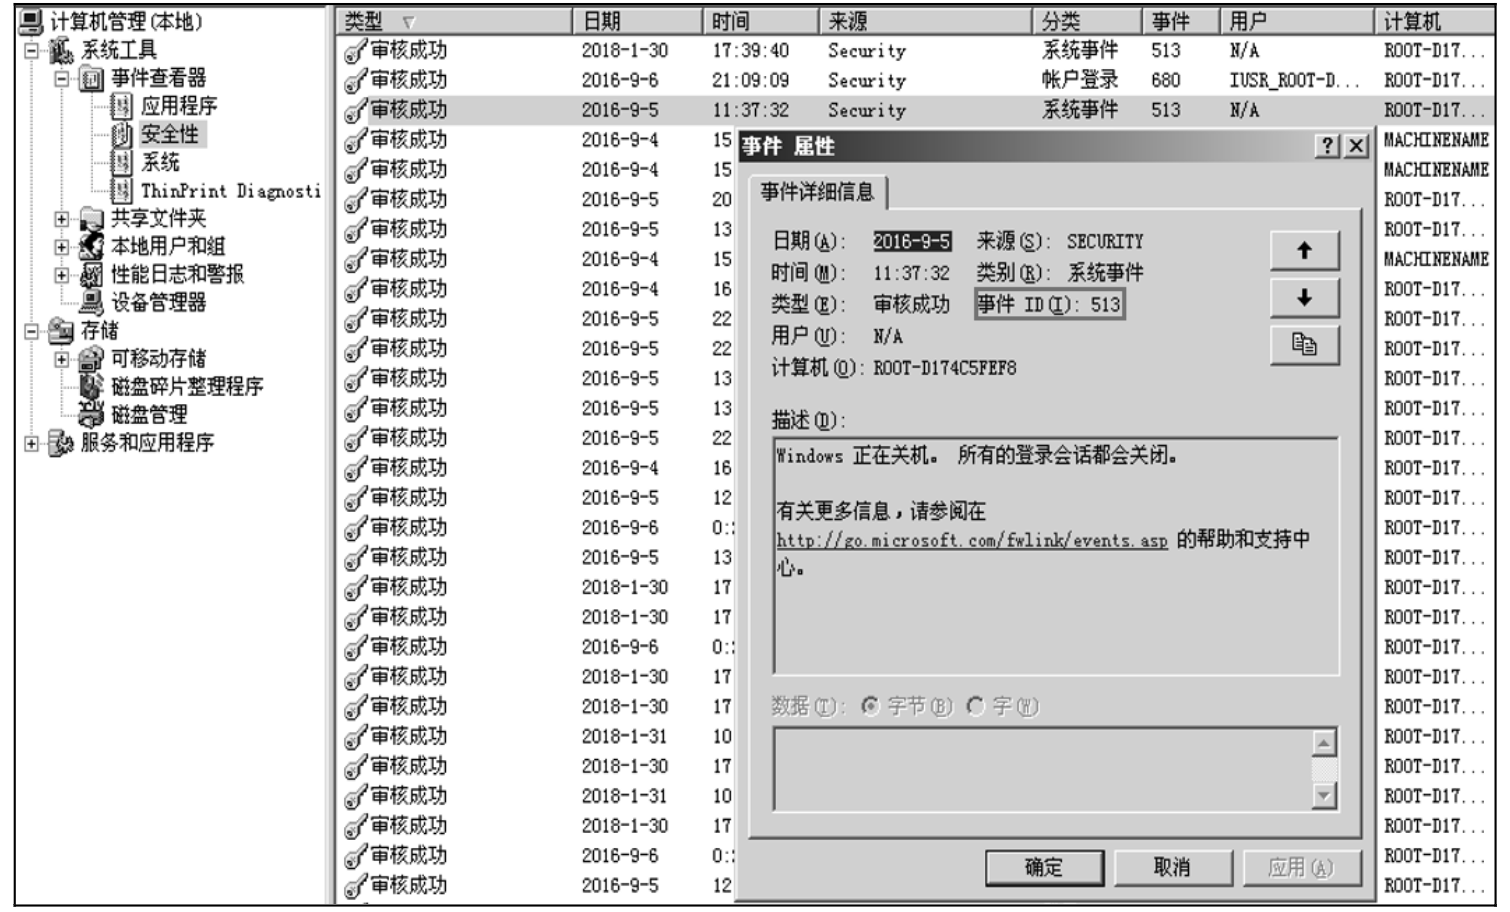 计算机管理(本地)
系统工具
事件查看器
应用程序
安全性
系统
ThinPrint Diagnosti
共享文件夹
本地用户和组
性能日志和警报
设备管理器
存储
可移动存储
磁盘碎片整理程序
磁盘管理
服务和应用程序
类型 日期 时间 来源 分类 事件 用户 计算机
审核成功 2018-1-30 17:39:40 Security 系统事件 513 N/A ROOT-D17...
审核成功 2016-9-6 21:09:09 Security 帐户登录 680 IUSR_ROOT-D... ROOT-D17...
审核成功 2016-9-5 11:37:32 Security 系统事件 513 N/A ROOT-D17...
审核成功 2016-9-4 15 MACHINENAME
审核成功 2016-9-4 15 MACHINENAME
审核成功 2016-9-5 20 ROOT-D17...
审核成功 2016-9-5 13 ROOT-D17...
审核成功 2016-9-4 15 MACHINENAME
审核成功 2016-9-4 16 ROOT-D17...
审核成功 2016-9-5 22 ROOT-D17...
审核成功 2016-9-5 22 ROOT-D17...
审核成功 2016-9-5 13 ROOT-D17...
审核成功 2016-9-5 13 ROOT-D17...
审核成功 2016-9-5 22 ROOT-D17...
审核成功 2016-9-4 16 ROOT-D17...
审核成功 2016-9-5 12 ROOT-D17...
审核成功 2016-9-6 0: ROOT-D17...
审核成功 2016-9-5 13 ROOT-D17...
审核成功 2018-1-30 17 ROOT-D17...
审核成功 2018-1-30 17 ROOT-D17...
审核成功 2016-9-6 0: ROOT-D17...
审核成功 2018-1-30 17 ROOT-D17...
审核成功 2018-1-30 17 ROOT-D17...
审核成功 2018-1-31 10 ROOT-D17...
审核成功 2018-1-30 17 ROOT-D17...
审核成功 2018-1-31 10 ROOT-D17...
审核成功 2018-1-30 17 ROOT-D17...
审核成功 2016-9-6 0: ROOT-D17...
审核成功 2016-9-5 12 ROOT-D17...
事件 属性
事件详细信息
日期(A): 2016-9-5 来源(S): SECURITY
时间(M): 11:37:32 类别(R): 系统事件
类型(E): 审核成功 事件 ID(I): 513
用户(U): N/A
计算机(O): ROOT-D174C5FEF8
描述(D):
Windows 正在关机。 所有的登录会话都会关闭。
有关更多信息，请参阅在
http://go.microsoft.com/fwlink/events.asp 的帮助和支持中
心。
数据(T): 字节(B) 字(W)
确定 取消 应用(A)